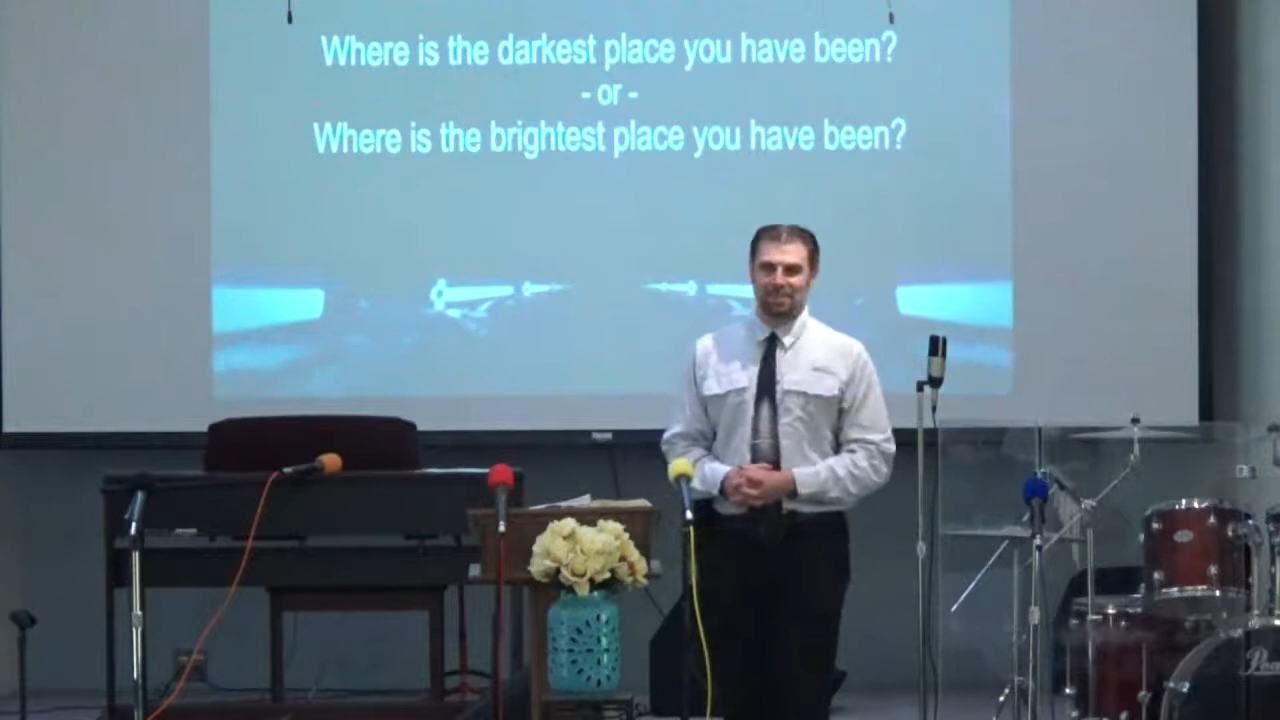 Where is the darkest place you have been?
- or -
Where is the brightest place you have been?